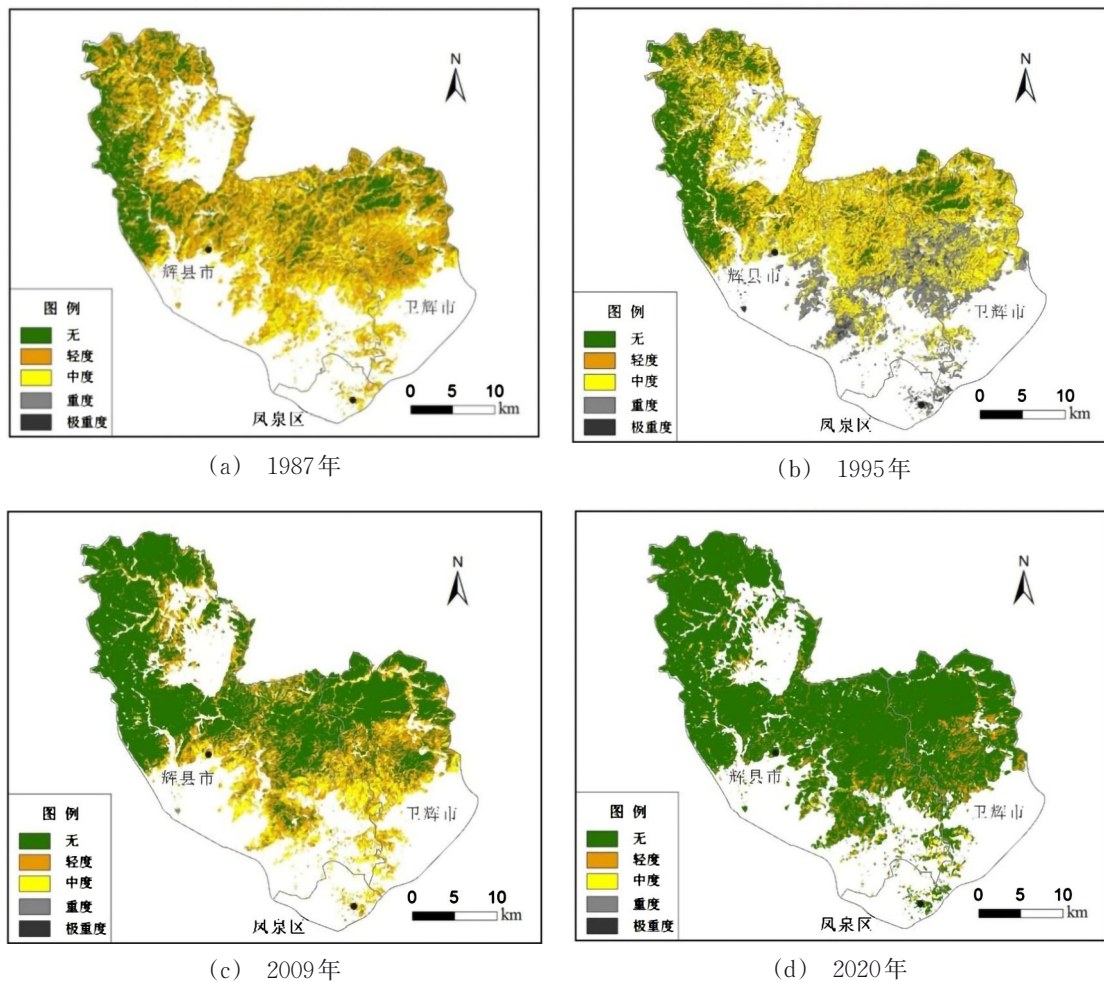 N
辉县市
卫辉市
凤泉区
图 例
无
轻度
中度
重度
极重度
0 5 10
km
(a) 1987年
N
辉县市
卫辉市
凤泉区
图 例
无
轻度
中度
重度
极重度
0 5 10
km
(b) 1995年
N
辉县市
卫辉市
凤泉区
图 例
无
轻度
中度
重度
极重度
0 5 10
km
(c) 2009年
N
辉县市
卫辉市
凤泉区
图 例
无
轻度
中度
重度
极重度
0 5 10
km
(d) 2020年